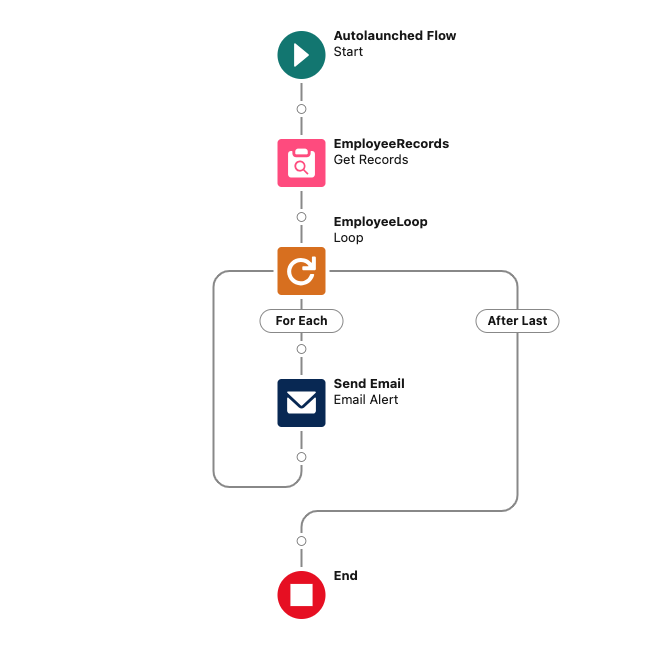 Autolaunched Flow
Start
EmployeeRecords
Get Records
EmployeeLoop
Loop
For Each
After Last
Send Email
Email Alert
End